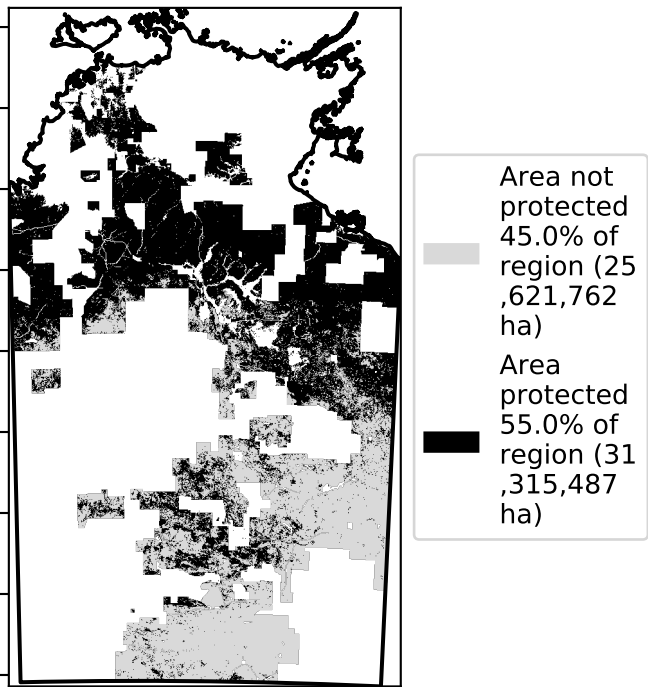 Area not
protected
45.0% of
region (25
,621,762
ha)
Area
protected
55.0% of
region (31
,315,487
ha)